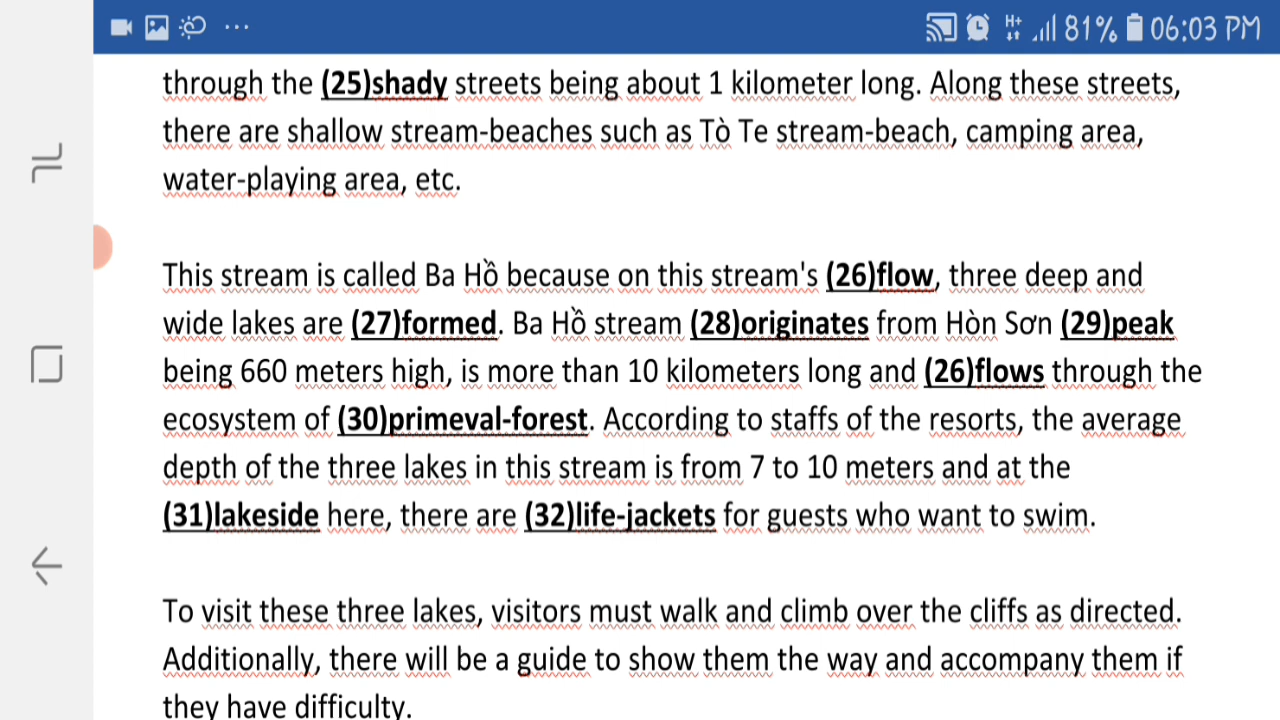 81% 06:03 PM
through the (25)shady streets being about 1 kilometer long. Along these streets,
there are shallow stream-beaches such as Tò Te stream-beach, camping area,
water-playing area, etc.
This stream is called Ba Hồ because on this stream's (26)flow, three deep and
wide lakes are (27)formed. Ba Hồ stream (28)originates from Hòn Sơn (29)peak
being 660 meters high, is more than 10 kilometers long and (26)flows through the
ecosystem of (30)primeval-forest. According to staffs of the resorts, the average
depth of the three lakes in this stream is from 7 to 10 meters and at the
(31)lakeside here, there are (32)life-jackets for guests who want to swim.
To visit these three lakes, visitors must walk and climb over the cliffs as directed.
Additionally, there will be a guide to show them the way and accompany them if
they have difficulty.